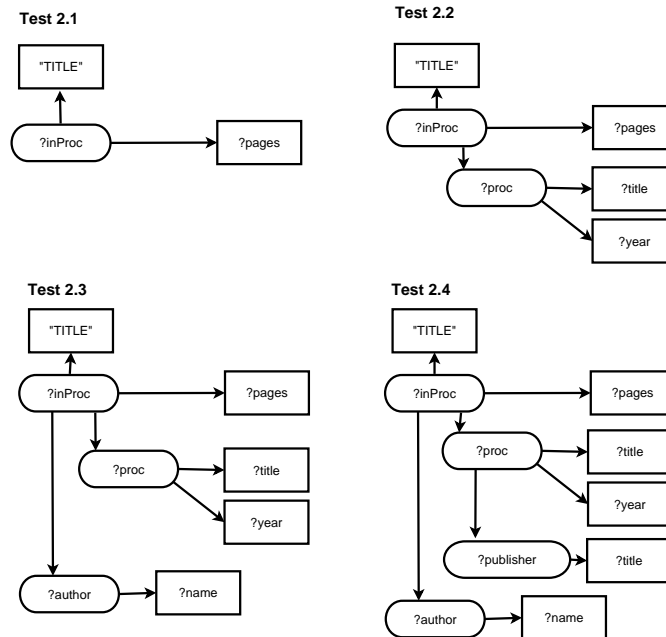 Test 2.1
"TITLE"
?inProc
?pages
Test 2.2
"TITLE"
?inProc
?pages
?proc
?title
?year
Test 2.3
"TITLE"
?inProc
?pages
?proc
?title
?year
?author
?name
Test 2.4
"TITLE"
?inProc
?pages
?proc
?title
?year
?publisher
?title
?author
?name